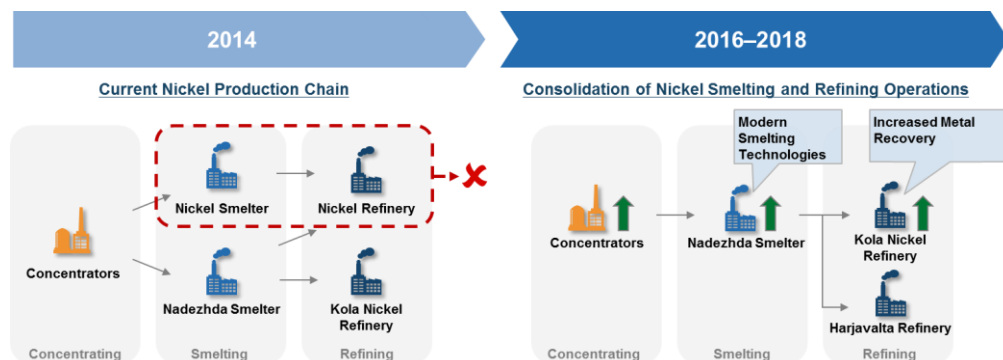 2014
2016–2018
Current Nickel Production Chain
Consolidation of Nickel Smelting and Refining Operations
Nickel Smelter
Nickel Refinery
Concentrators
Nadezhda Smelter
Kola Nickel
Refinery
Concentrating
Smelting
Refining
Modern
Smelting
Technologies
Increased Metal
Recovery
Concentrators
Nadezhda Smelter
Kola Nickel
Refinery
Harjavalta Refinery
Concentrating
Smelting
Refining